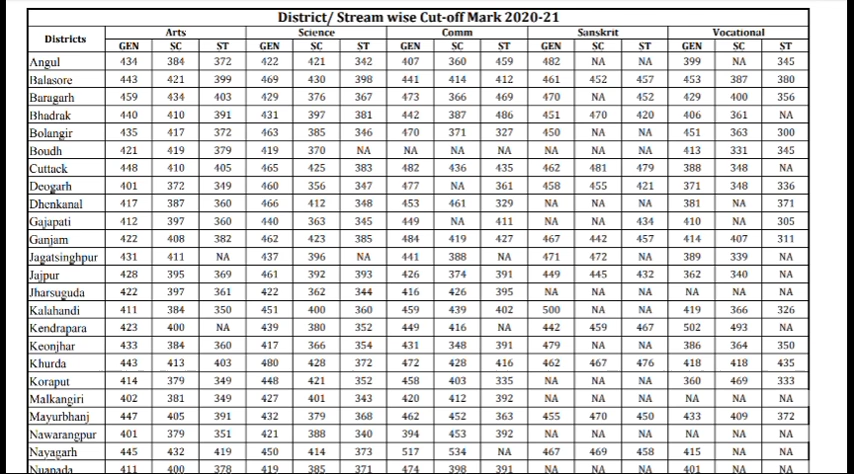 District/ Stream wise Cut-off Mark 2020-21
Districts Arts Science Comm Sanskrit Vocational
GEN SC ST GEN SC ST GEN SC ST GEN SC ST GEN NA ST
Angul 434 384 372 422 421 342 407 360 459 482 NA NA 399 NA 345
Balasore 443 421 399 469 430 398 441 414 412 461 452 457 453 387 380
Baragarh 459 434 403 429 376 367 473 366 469 470 NA 452 429 400 356
Bhadrak 440 410 391 431 397 381 442 387 486 451 470 420 406 361 NA
Bolangir 435 417 372 463 385 346 470 371 327 450 NA NA 451 363 300
Boudh 421 419 379 419 370 NA NA NA NA NA NA NA 413 331 345
Cuttack 448 410 405 465 425 383 482 436 435 462 481 479 388 348 NA
Deogarh 401 372 349 460 356 347 477 NA 361 458 455 421 371 348 336
Dhenkanal 417 387 360 466 412 348 453 461 329 NA NA NA 381 NA 371
Gajapati 412 397 360 440 363 345 449 NA 411 NA NA 434 410 NA 305
Ganjam 422 408 382 462 423 385 484 419 427 467 442 457 414 407 311
Jagatsinghpur 431 411 NA 437 396 NA 441 388 NA 471 472 NA 389 339 NA
Jajpur 428 395 369 461 392 393 426 374 391 449 445 432 362 340 NA
Jharsuguda 422 397 361 422 362 344 416 426 395 NA NA NA NA NA NA
Kalahandi 411 384 350 451 400 360 459 439 402 500 NA NA 419 366 326
Kendrapara 423 400 NA 439 380 352 449 416 NA 442 459 467 502 493 NA
Keonjhar 433 384 360 417 366 354 431 348 391 479 NA NA 386 364 350
Khurda 443 413 403 480 428 372 472 428 416 462 467 476 418 418 435
Koraput 414 379 349 448 421 352 458 403 335 NA NA NA 360 469 333
Malkangiri 402 381 349 427 401 343 420 412 392 NA NA NA NA NA NA
Mayurbhanj 447 405 391 432 379 368 462 452 363 455 470 450 433 409 372
Nawarangpur 401 379 351 421 388 340 394 453 392 NA NA NA NA NA NA
Nayagarh 445 432 419 450 414 373 517 534 NA 467 469 458 415 NA NA
Nuapada 411 400 378 419 385 371 474 398 391 NA NA NA 401 NA NA